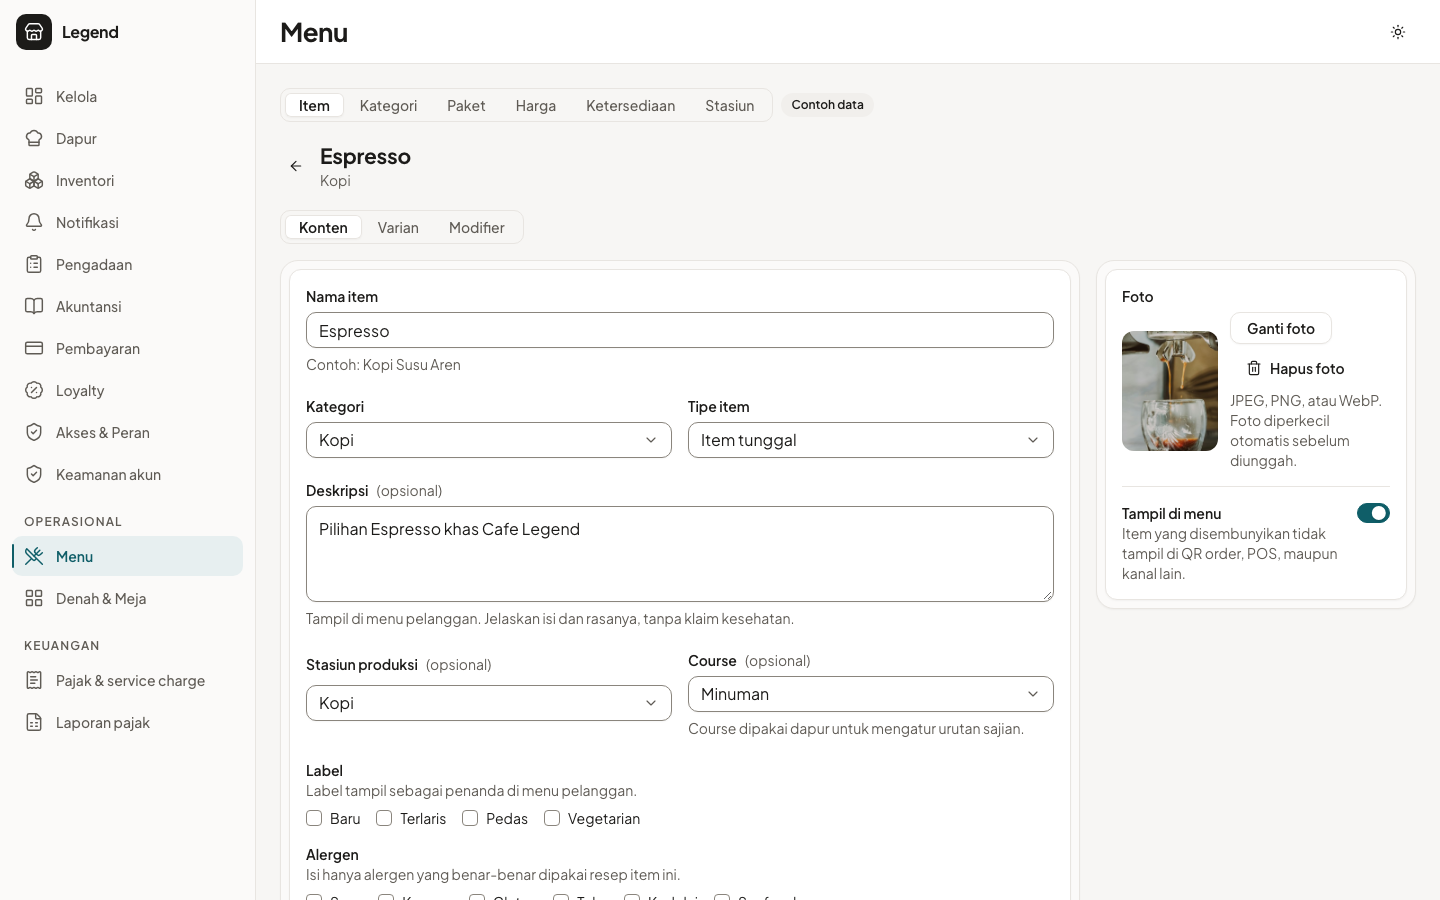 Legend
Menu
Kelola
Dapur
Inventori
Notifikasi
Pengadaan
Akuntansi
Pembayaran
Loyalty
Akses & Peran
Keamanan akun
OPERASIONAL
Menu
Denah & Meja
KEUANGAN
Pajak & service charge
Laporan pajak
Item Kategori Paket Harga Ketersediaan Stasiun Contoh data
Espresso
Kopi
Konten Varian Modifier
Nama item
Espresso
Contoh: Kopi Susu Aren
Kategori Tipe item
Kopi Item tunggal
Deskripsi (opsional)
Pilihan Espresso khas Cafe Legend
Tampil di menu pelanggan. Jelaskan isi dan rasanya, tanpa klaim kesehatan.
Stasiun produksi (opsional) Course (opsional)
Kopi Minuman
Course dipakai dapur untuk mengatur urutan sajian.
Label
Label tampil sebagai penanda di menu pelanggan.
Baru Terlaris Pedas Vegetarian
Alergen
Isi hanya alergen yang benar-benar dipakai resep item ini.
Foto
Ganti foto
Hapus foto
JPEG, PNG, atau WebP.
Foto diperkecil
otomatis sebelum
diunggah.
Tampil di menu
Item yang disembunyikan tidak
tampil di QR order, POS, maupun
kanal lain.